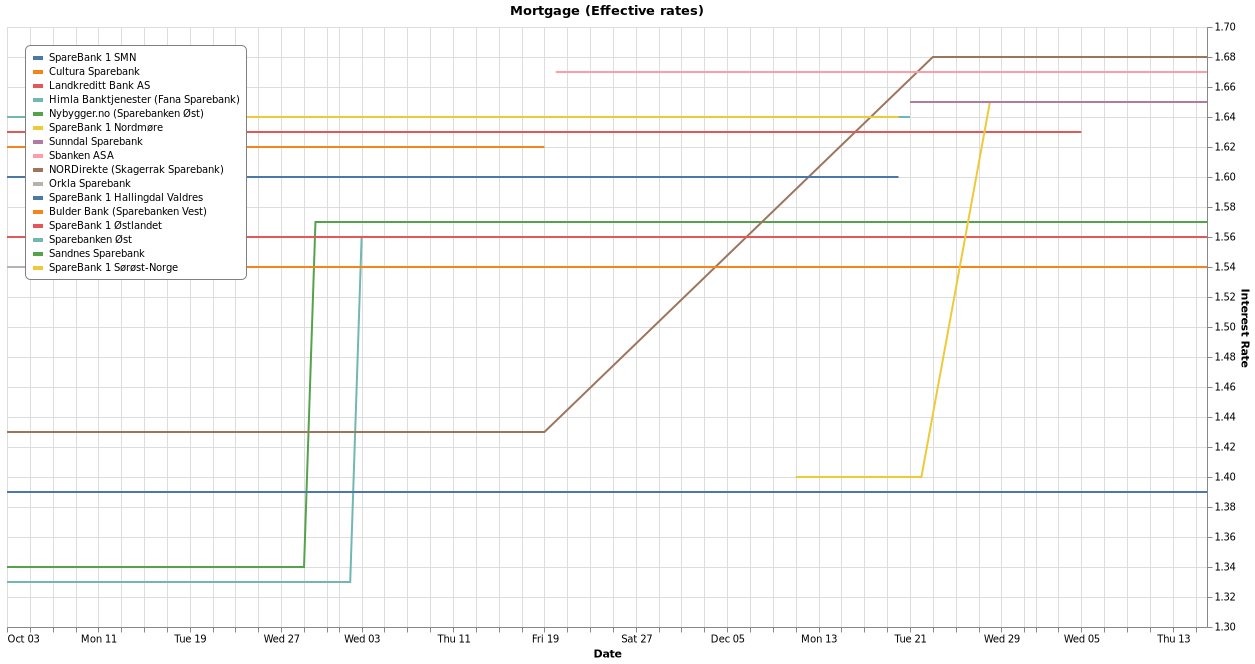 Mortgage (Effective rates)
SpareBank 1 SMN
Cultura Sparebank
Landkreditt Bank AS
Himla Banktjenester (Fana Sparebank)
Nybygger.no (Sparebanken Øst)
SpareBank 1 Nordmøre
Sunndal Sparebank
Sbanken ASA
NORDirekte (Skagerrak Sparebank)
Orkla Sparebank
SpareBank 1 Hallingdal Valdres
Bulder Bank (Sparebanken Vest)
SpareBank 1 Østlandet
Sparebanken Øst
Sandnes Sparebank
SpareBank 1 Sørøst-Norge
1.70
1.68
1.66
1.64
1.62
1.60
1.58
1.56
1.54
1.52
1.50
1.48
1.46
1.44
1.42
1.40
1.38
1.36
1.34
1.32
1.30
Interest Rate
Oct 03 Mon 11 Tue 19 Wed 27 Wed 03 Thu 11 Fri 19 Sat 27 Dec 05 Mon 13 Tue 21 Wed 29 Wed 05 Thu 13
Date